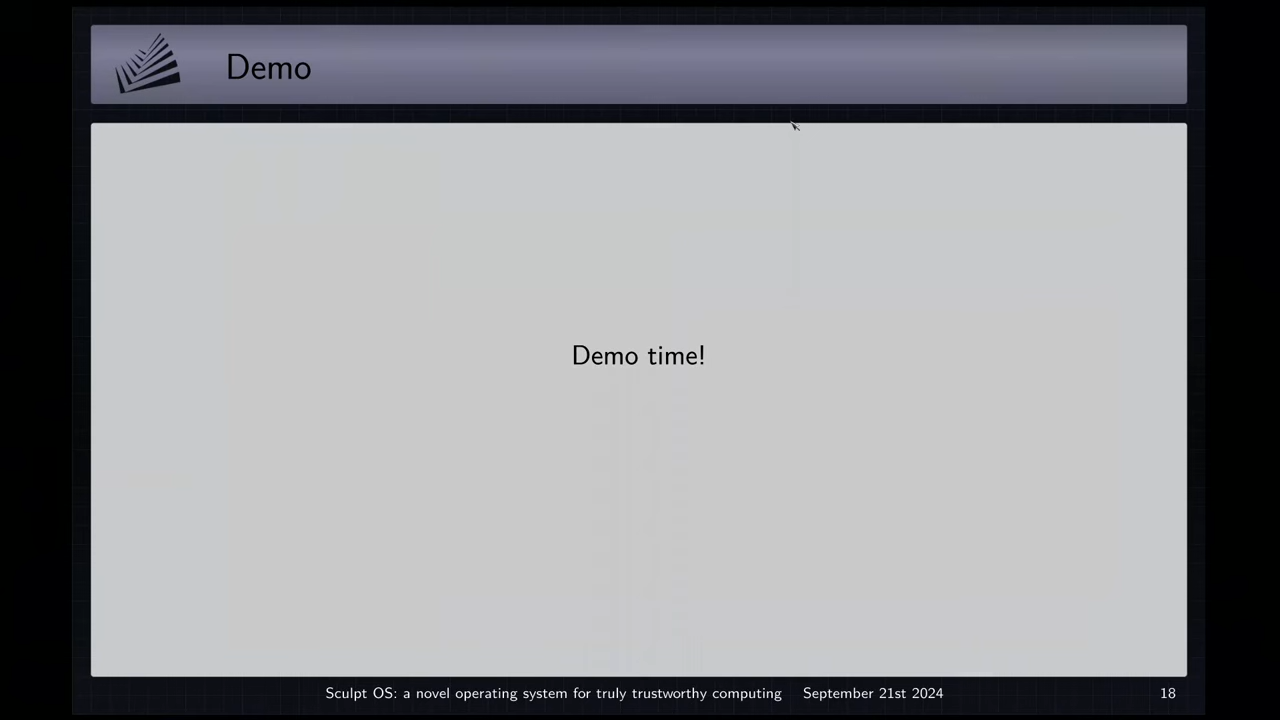 Demo
Demo time!
Sculpt OS: a novel operating system for truly trustworthy computing September 21st 2024 18